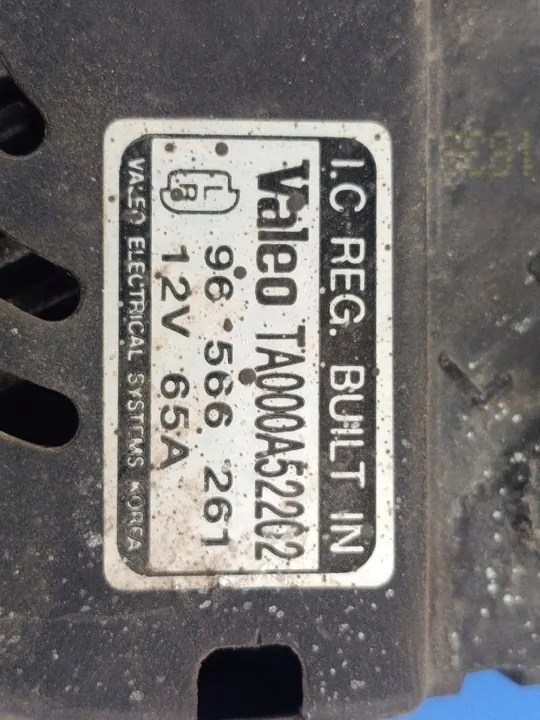 I.C REG. BUILT IN
Valeo TA000A52202
L B 96 566 261
12V 65A
VALEO ELECTRICAL SYSTEMS KOREA